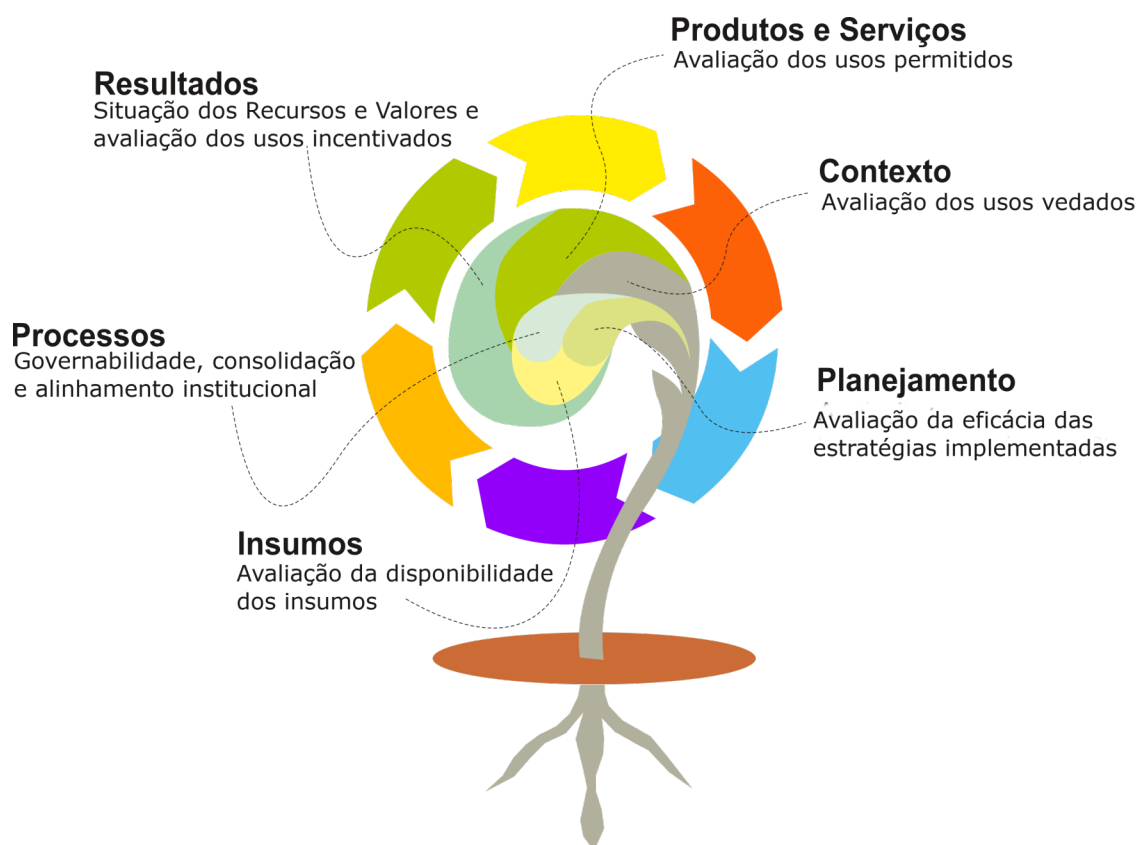 Produtos e Serviços
Avaliação dos usos permitidos
Resultados
Situação dos Recursos e Valores e
avaliação dos usos incentivados
Contexto
Avaliação dos usos vedados
Processos
Governabilidade, consolidação
e alinhamento institucional
Planejamento
Avaliação da eficácia das
estratégias implementadas
Insumos
Avaliação da disponibilidade
dos insumos